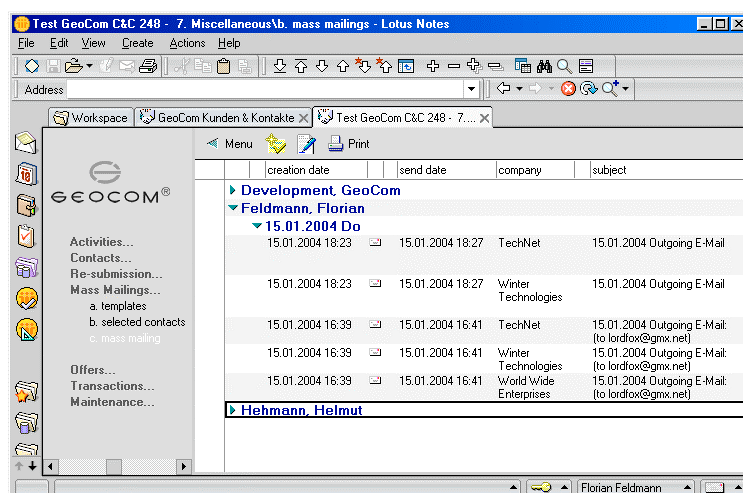 Test GeoCom C&C 248 - 7. Miscellaneous\b. mass mailings - Lotus Notes
File Edit View Create Actions Help
Address
Workspace GeoCom Kunden & Kontakte Test GeoCom C&C 248 - 7....
Menu Print
GEOCOM®
Activities...
Contacts...
Re-submission...
Mass Mailings...
a. templates
b. selected contacts
c. mass mailing
Offers...
Transactions...
Maintenance...
creation date send date company subject
Development, GeoCom
Feldmann, Florian
15.01.2004 Do
15.01.2004 18:23 15.01.2004 18:27 TechNet 15.01.2004 Outgoing E-Mail
15.01.2004 18:23 15.01.2004 18:27 Winter 15.01.2004 Outgoing E-Mail
Technologies
15.01.2004 16:39 15.01.2004 16:41 TechNet 15.01.2004 Outgoing E-Mail:
(to lordfox@gmx.net)
15.01.2004 16:39 15.01.2004 16:41 Winter 15.01.2004 Outgoing E-Mail:
Technologies (to lordfox@gmx.net)
15.01.2004 16:39 15.01.2004 16:41 World Wide 15.01.2004 Outgoing E-Mail:
Enterprises (to lordfox@gmx.net)
Hehmann, Helmut
Florian Feldmann